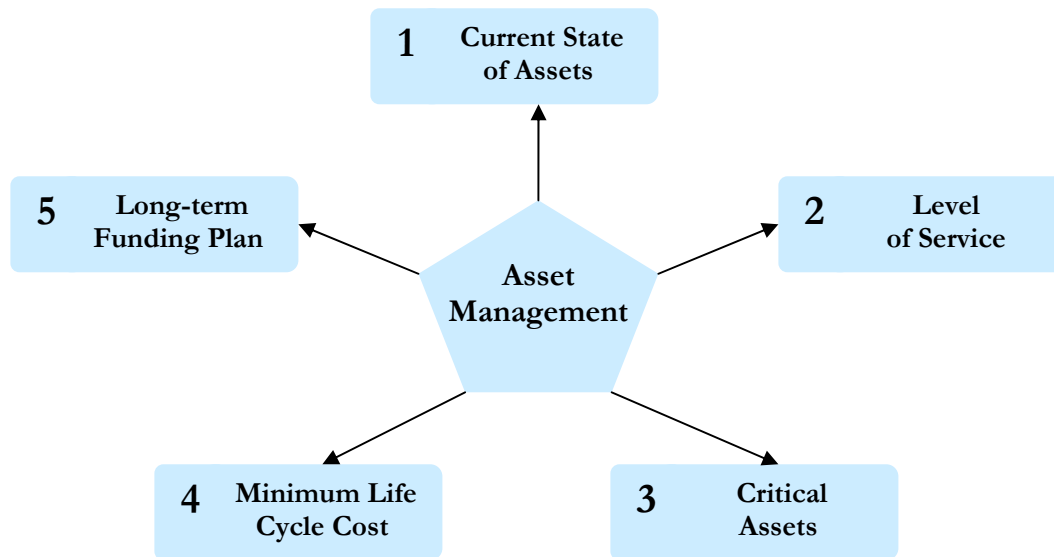 1
Current State
of Assets
5
Long-term
Funding Plan
2
Level
of Service
Asset
Management
4
Minimum Life
Cycle Cost
3
Critical
Assets